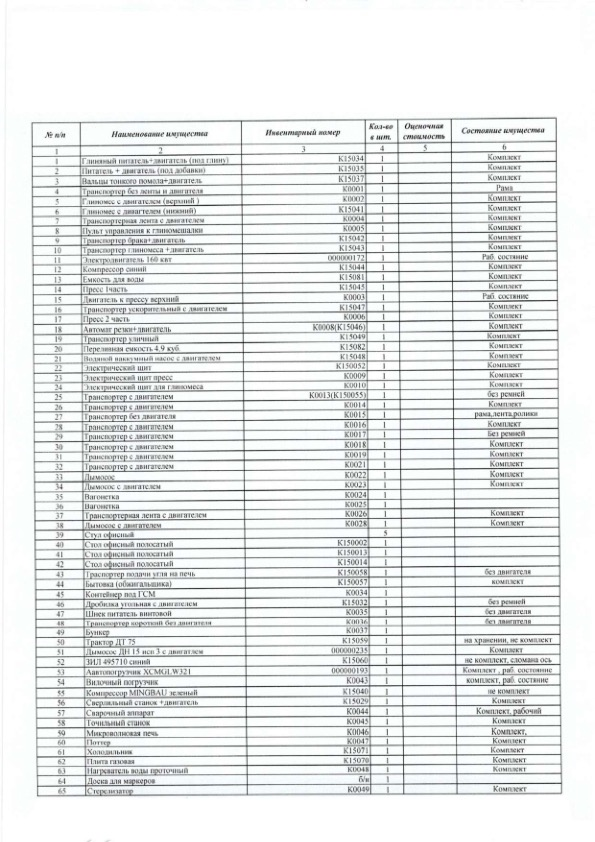 № п/п Наименование имущества Инвентарный номер Кол-во в шт. Оценочная стоимость Состояние имущества
1 2 3 4 5 6
1 Глиняный питатель+двигатель (под глину) К15034 1 Комплект
2 Питатель + двигатель (под добавки) К15035 1 Комплект
3 Вальцы тонкого помола+двигатель К15037 1 Комплект
4 Транспортер без ленты и двигателя К0001 1 Рама
5 Глиномес с двигателем (верхний ) К0002 1 Комплект
6 Глиномес с двиагтелем (нижний) К15041 1 Комплект
7 Транспортерная лента с двигателем К0004 1 Комплект
8 Пульт управления к глиномешалки К0005 1 Комплект
9 Транспортер брака+двигатель К15042 1 Комплект
10 Транспортер глиномеса +двигатель К15043 1 Комплект
11 Электродвигатель 160 квт 000000172 1 Раб. состяние
12 Компрессор синий К15044 1 Комплект
13 Емкость для воды К15081 1 Комплект
14 Пресс 1часть К15045 1 Комплект
15 Двигатель к прессу верхний К0003 1 Раб. состяние
16 Транспортер ускорительный с двигателем К15047 1 Комплект
17 Пресс 2 часть К0006 1 Комплект
18 Автомат резки+двигатель К0008(К15046) 1 Комплект
19 Транспортер уличный К15049 1 Комплект
20 Перезинная емкость 4,9 куб. К15082 1 Комплект
21 Водяной ваккумный насос с двигателем К15048 1 Комплект
22 Электрический щит К150052 1 Комплект
23 Электрический щит пресс К0009 1 Комплект
24 Электрический щит для глиномеса К0010 1 Комплект
25 Транспортер с двигателем К0013(К150055) 1 без ремней
26 Транспортер с двигателем К0014 1 Комплект
27 Транспортер без двигателя К0015 1 рама,лента,ролики
28 Транспортер с двигателем К0016 1 Комплект
29 Транспортер с двигателем К0017 1 Без ремней
30 Транспортер с двигателем К0018 1 Комплект
31 Транспортер с двигателем К0019 1 Комплект
32 Транспортер с двигателем К0021 1 Комплект
33 Дымосос К0022 1 Комплект
34 Дымосос с двигателем К0023 1 Комплект
35 Вагонетка К0024 1
36 Вагонетка К0025 1
37 Транспортерная лента с двигателем К0026 1 Комплект
38 Дымосос с двигателем К0028 1 Комплект
39 Стул офисный 5
40 Стол офисный полосатый К150002 1
41 Стол офисный полосатый К150013 1
42 Стол офисный полосатый К150014 1
43 Траспортер подачи угля на печь К150058 1 без двигателя
44 Бытовка (обжигальщика) К150057 1 комплект
45 Контейнер под ГСМ К0034 1
46 Дробилка угольная с двигателем К15032 1 без ремней
47 Шнек питатель винтовой К0035 1 без двигателя
48 Транспортер короткий без двигателя К0036 1 без двигателя
49 Бункер К0037 1
50 Трактор ДТ 75 К15059 1 на хранении, не комплект
51 Дымосос ДН 15 исп 3 с двигателем 000000235 1 Комплект
52 ЗИЛ 495710 синий К15060 1 не комплект, сломана ось
53 Аавтопогрузчик XCMGLW321 000000193 1 Комплект , раб. состояние
54 Вилочный погрузчик К0043 1 комплект, раб. состяние
55 Компрессор MINGBAU зеленый К15040 1 не комплект
56 Сверлильный станок +двигатель К15029 1 Комплект
57 Сварочный аппарат К0044 1 Комплект, рабочий
58 Точильный станок К0045 1 Комплект
59 Микроволновка печь К0046 1 Комплект,
60 Поттер К0047 1 Комплект
61 Холодильник К15071 1 Комплект
62 Плита газовая К15070 1 Комплект
63 Нагреватель воды проточный К0048 1 Комплект
64 Доска для маркеров б/н 1
65 Стерелизатор К0049 1 Комплект